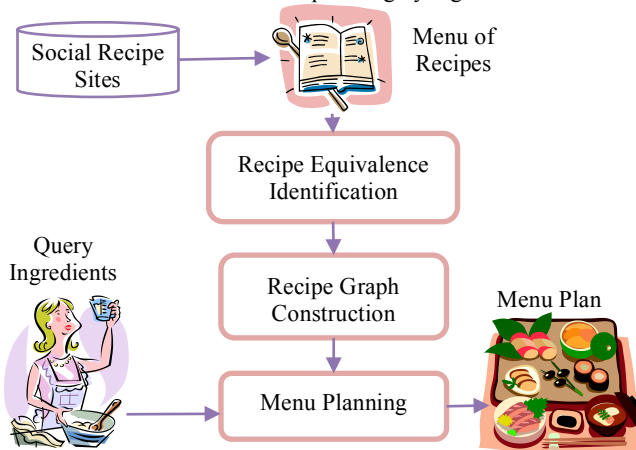 Social Recipe
Sites
Menu of
Recipes
Recipe Equivalence
Identification
Query
Ingredients
Recipe Graph
Construction
Menu Plan
Menu Planning